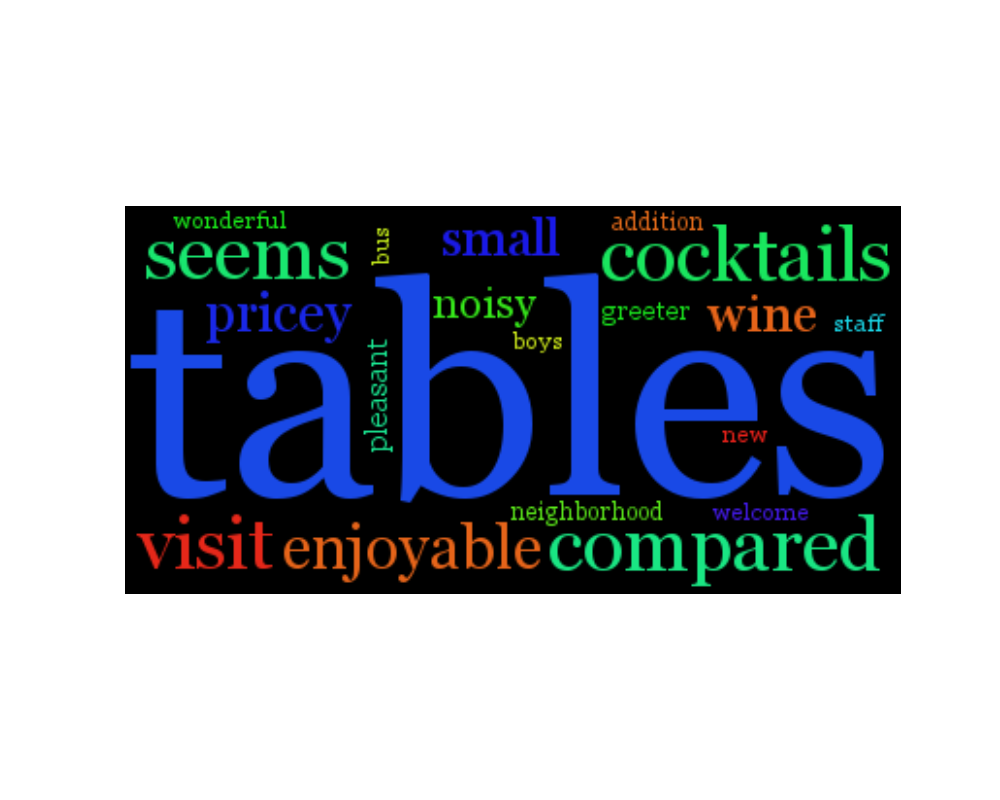 wonderful
seems
bus
small
addition
cocktails
pricey
noisy
greeter
wine
staff
boys
pleasant
tables
new
neighborhood
welcome
visit
enjoyable
compared